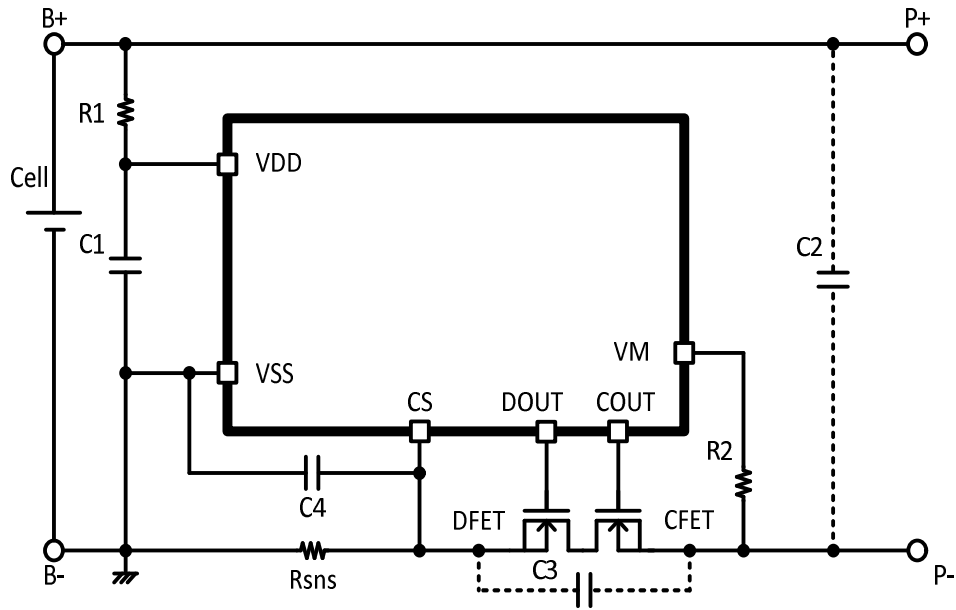 B+
P+
R1
VDD
Cell
C1
C2
VSS
VM
CS
DOUT
COUT
R2
C4
DFET
CFET
B-
Rsns
C3
P-